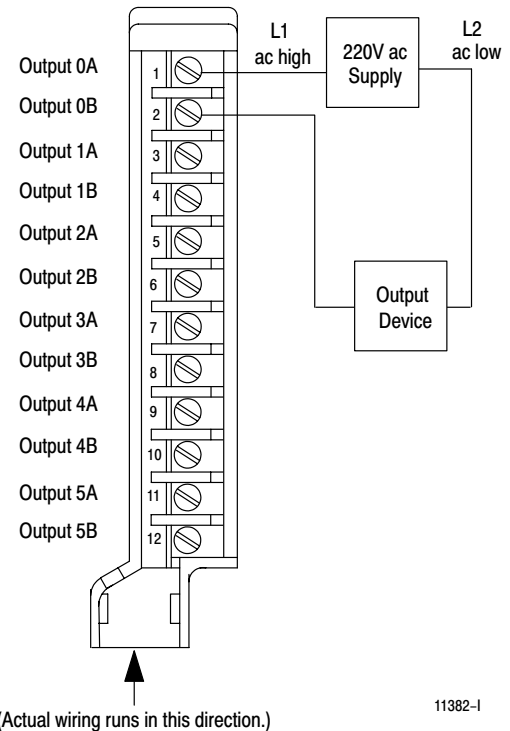 L1
ac high
220V ac
Supply
L2
ac low
Output 0A
Output 0B
Output 1A
Output 1B
Output 2A
Output 2B
Output 3A
Output 3B
Output 4A
Output 4B
Output 5A
Output 5B
1
2
3
4
5
6
7
8
9
10
11
12
Output
Device
(Actual wiring runs in this direction.)
11382–I